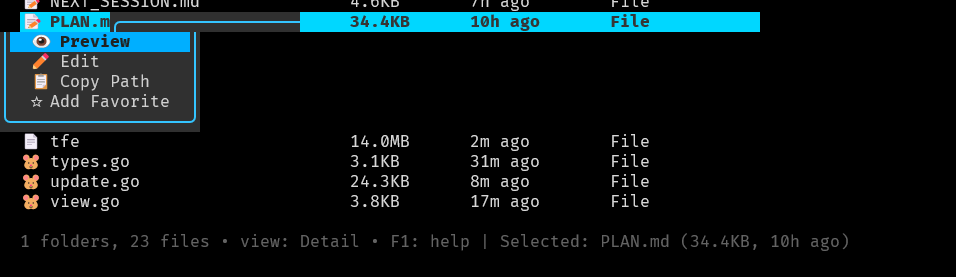 NEXT_SESSION.md 4.6KB 7h ago File
PLAN.m 34.4KB 10h ago File
Preview
Edit
Copy Path
Add Favorite
tfe 14.0MB 2m ago File
types.go 3.1KB 31m ago File
update.go 24.3KB 8m ago File
view.go 3.8KB 17m ago File
1 folders, 23 files • view: Detail • F1: help | Selected: PLAN.md (34.4KB, 10h ago)